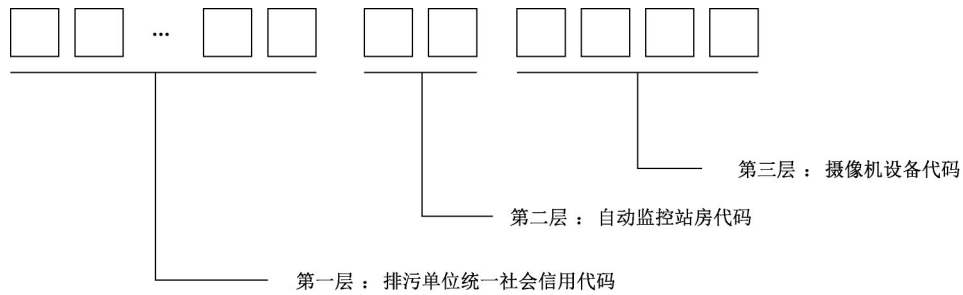 ...
第三层：摄像机设备代码
第二层：自动监控站房代码
第一层：排污单位统一社会信用代码